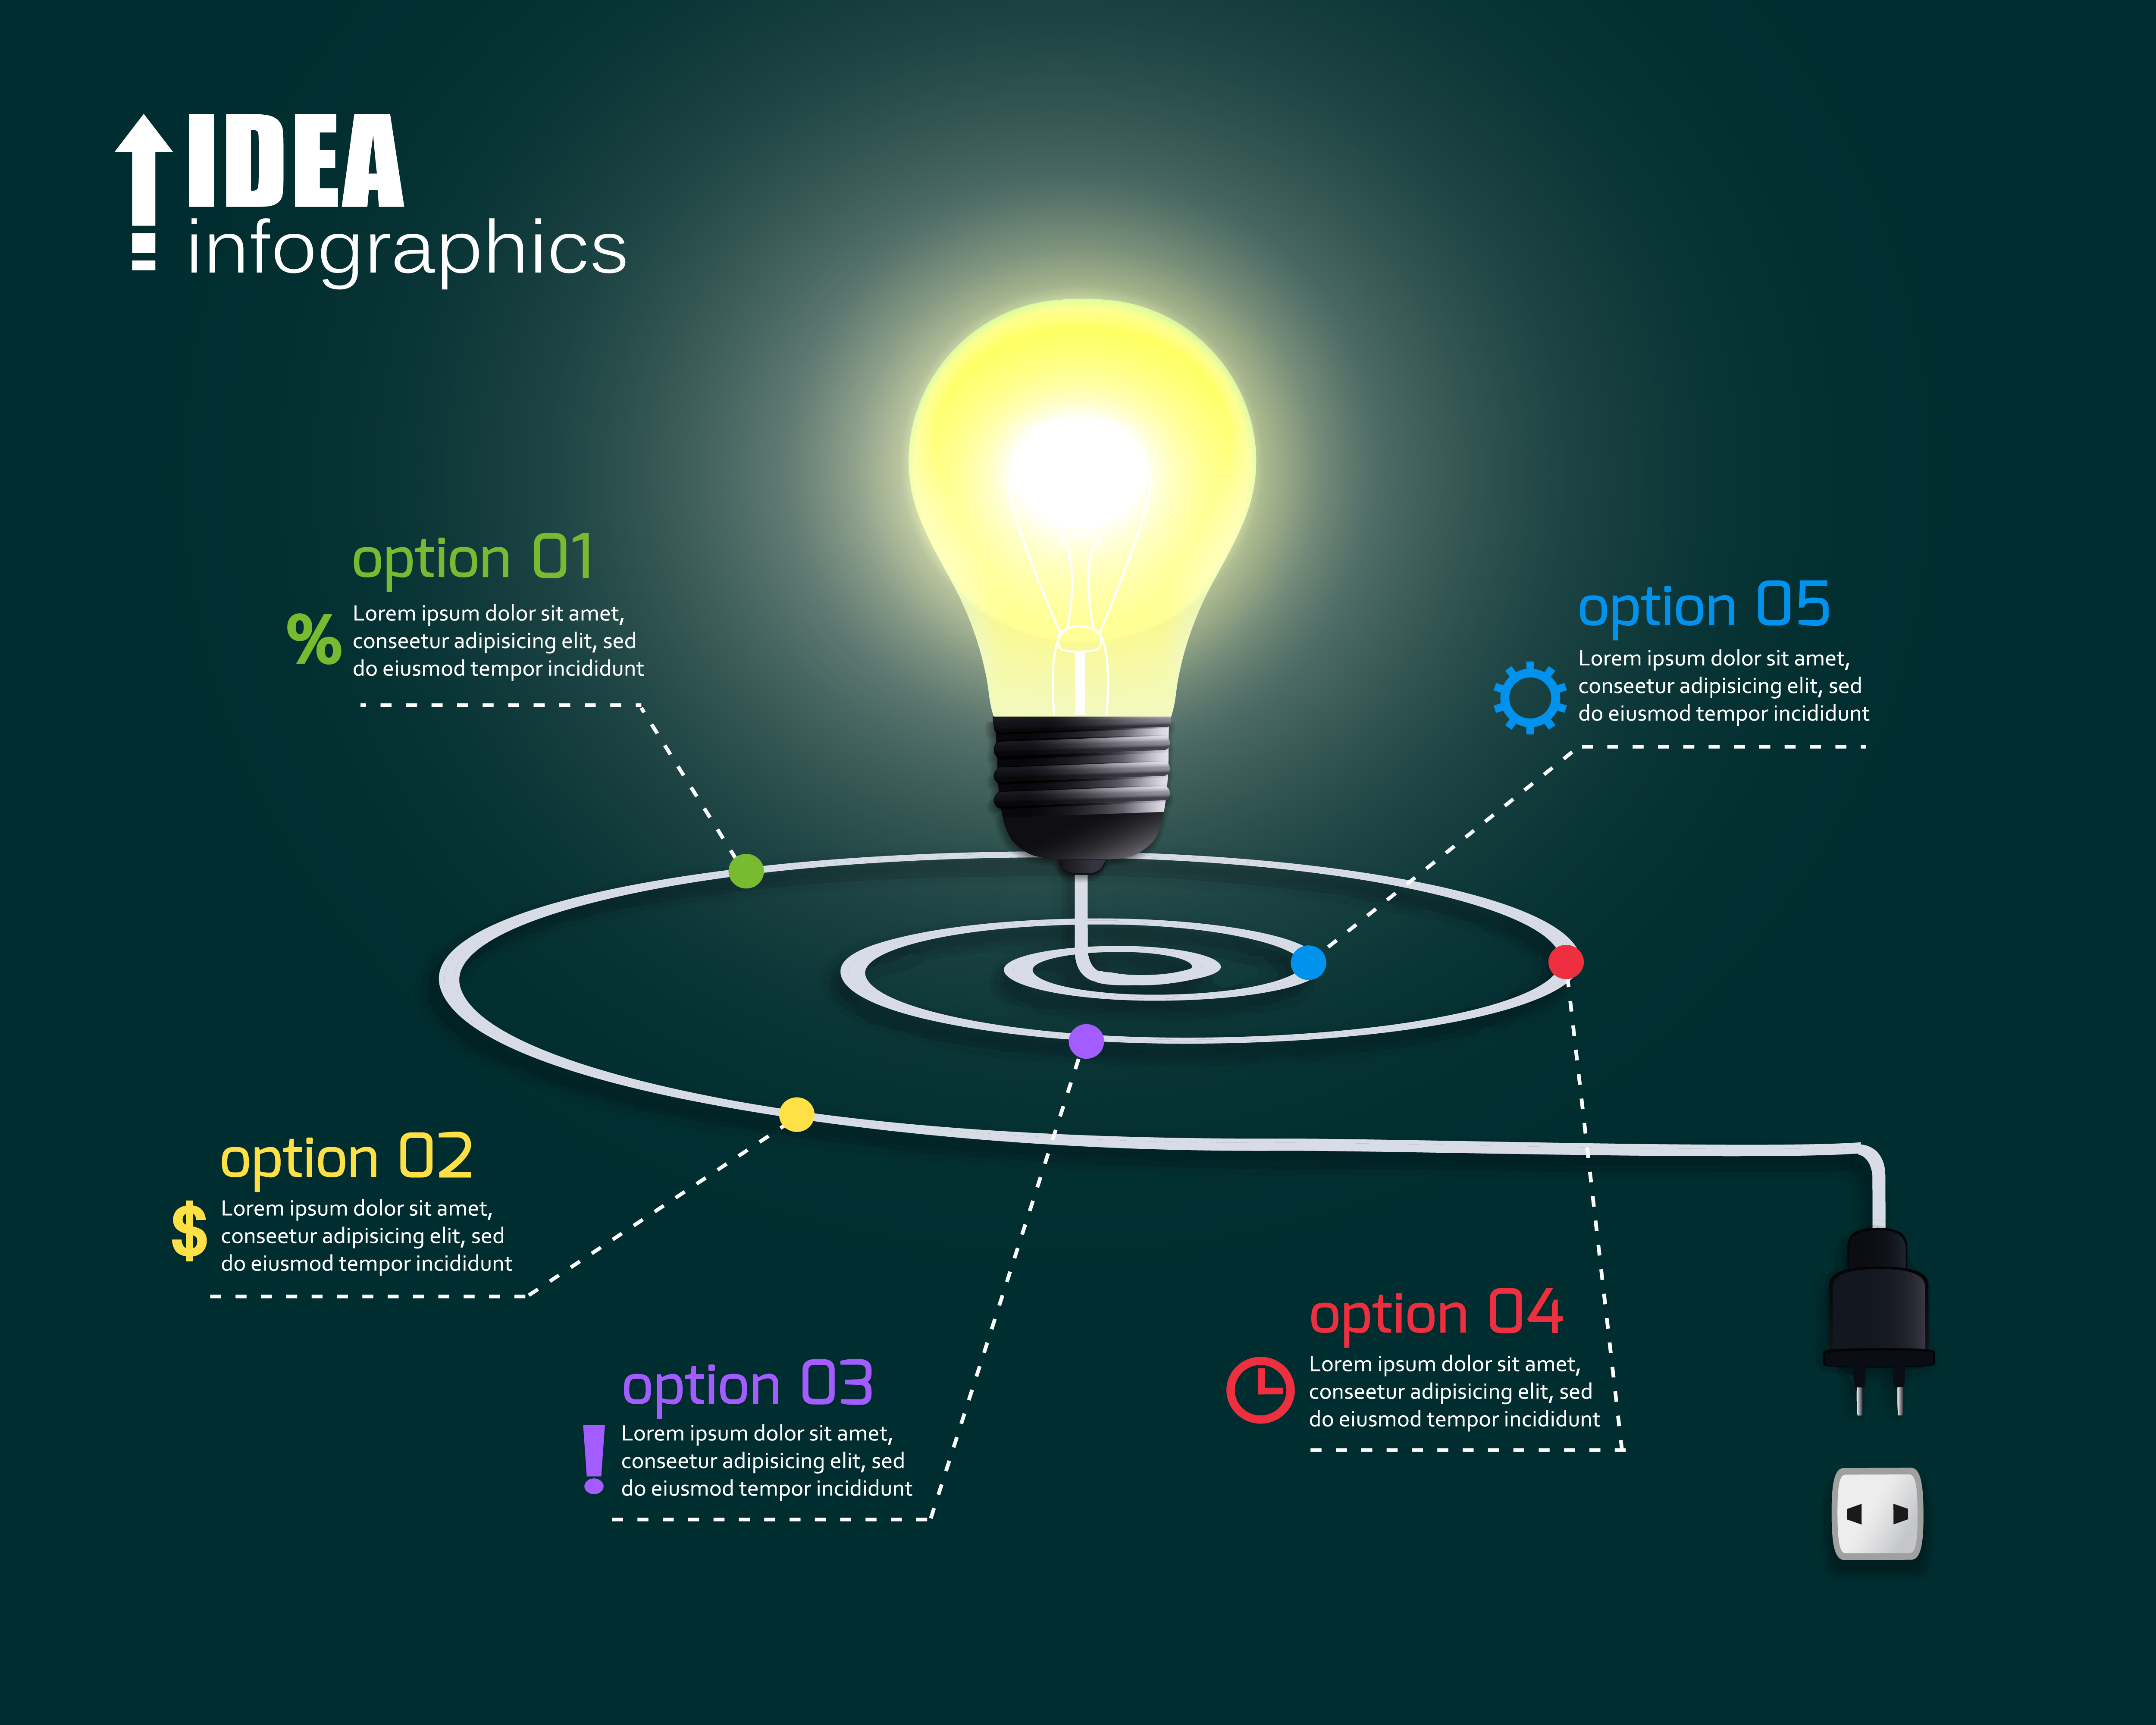 IDEA
infographics
option 01
%
Lorem ipsum dolor sit amet,
conseetur adipisicing elit, sed
do eiusmod tempor incididunt
option 05
Lorem ipsum dolor sit amet,
conseetur adipisicing elit, sed
do eiusmod tempor incididunt
option 02
$
Lorem ipsum dolor sit amet,
conseetur adipisicing elit, sed
do eiusmod tempor incididunt
option 03
!
Lorem ipsum dolor sit amet,
conseetur adipisicing elit, sed
do eiusmod tempor incididunt
option 04
Lorem ipsum dolor sit amet,
conseetur adipisicing elit, sed
do eiusmod tempor incididunt